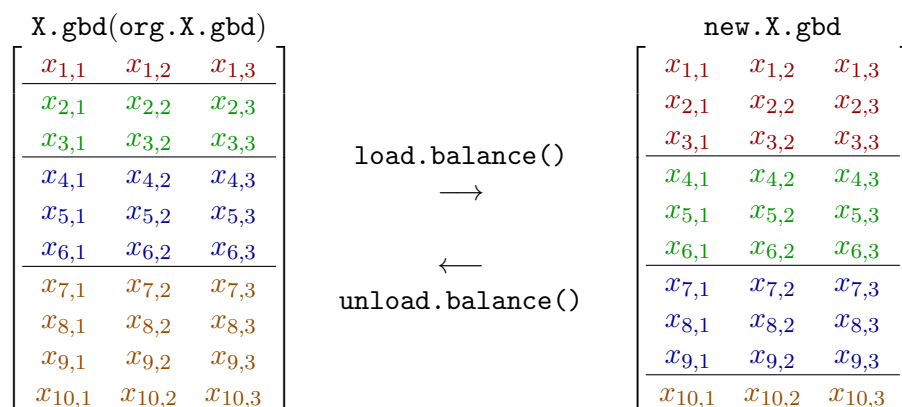 X.gbd(org.X.gbd)
x1,1 x1,2 x1,3
x2,1 x2,2 x2,3
x3,1 x3,2 x3,3
x4,1 x4,2 x4,3
x5,1 x5,2 x5,3
x6,1 x6,2 x6,3
x7,1 x7,2 x7,3
x8,1 x8,2 x8,3
x9,1 x9,2 x9,3
x10,1 x10,2 x10,3
load.balance()
⟶
⟵
unload.balance()
new.X.gbd
x1,1 x1,2 x1,3
x2,1 x2,2 x2,3
x3,1 x3,2 x3,3
x4,1 x4,2 x4,3
x5,1 x5,2 x5,3
x6,1 x6,2 x6,3
x7,1 x7,2 x7,3
x8,1 x8,2 x8,3
x9,1 x9,2 x9,3
x10,1 x10,2 x10,3